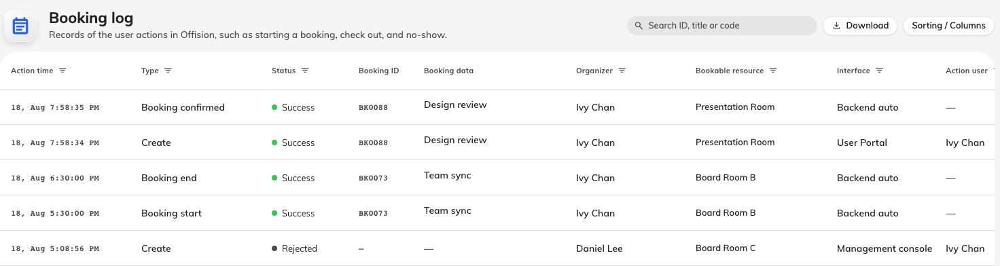 Booking log
Records of the user actions in Offision, such as starting a booking, check out, and no-show.
Search ID, title or code
Download
Sorting / Columns
Action time Type Status Booking ID Booking data Organizer Bookable resource Interface Action user
18, Aug 7:58:35 PM Booking confirmed Success BK0088 Design review Ivy Chan Presentation Room Backend auto —
18, Aug 7:58:34 PM Create Success BK0088 Design review Ivy Chan Presentation Room User Portal Ivy Chan
18, Aug 6:30:00 PM Booking end Success BK0073 Team sync Ivy Chan Board Room B Backend auto —
18, Aug 5:30:00 PM Booking start Success BK0073 Team sync Ivy Chan Board Room B Backend auto —
18, Aug 5:08:56 PM Create Rejected – — Daniel Lee Board Room C Management console Ivy Chan